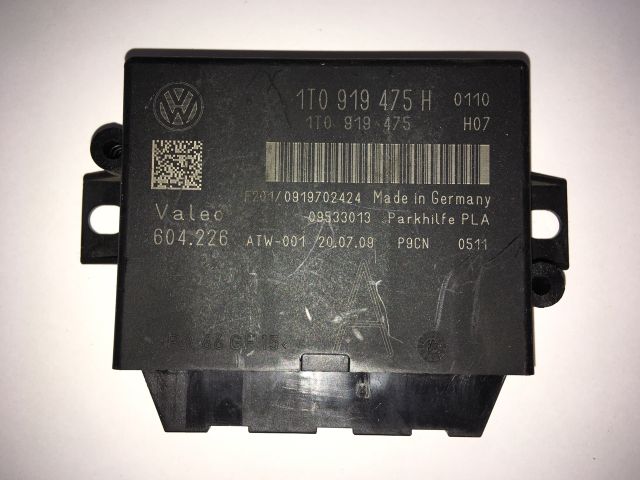 1T0 919 475 H 0110
1T0 919 475 H07
F201/0919702424 Made in Germany
Valeo 09533013 Parkhilfe PLA
604.226 ATW-001 20.07.09 P9CN 0511